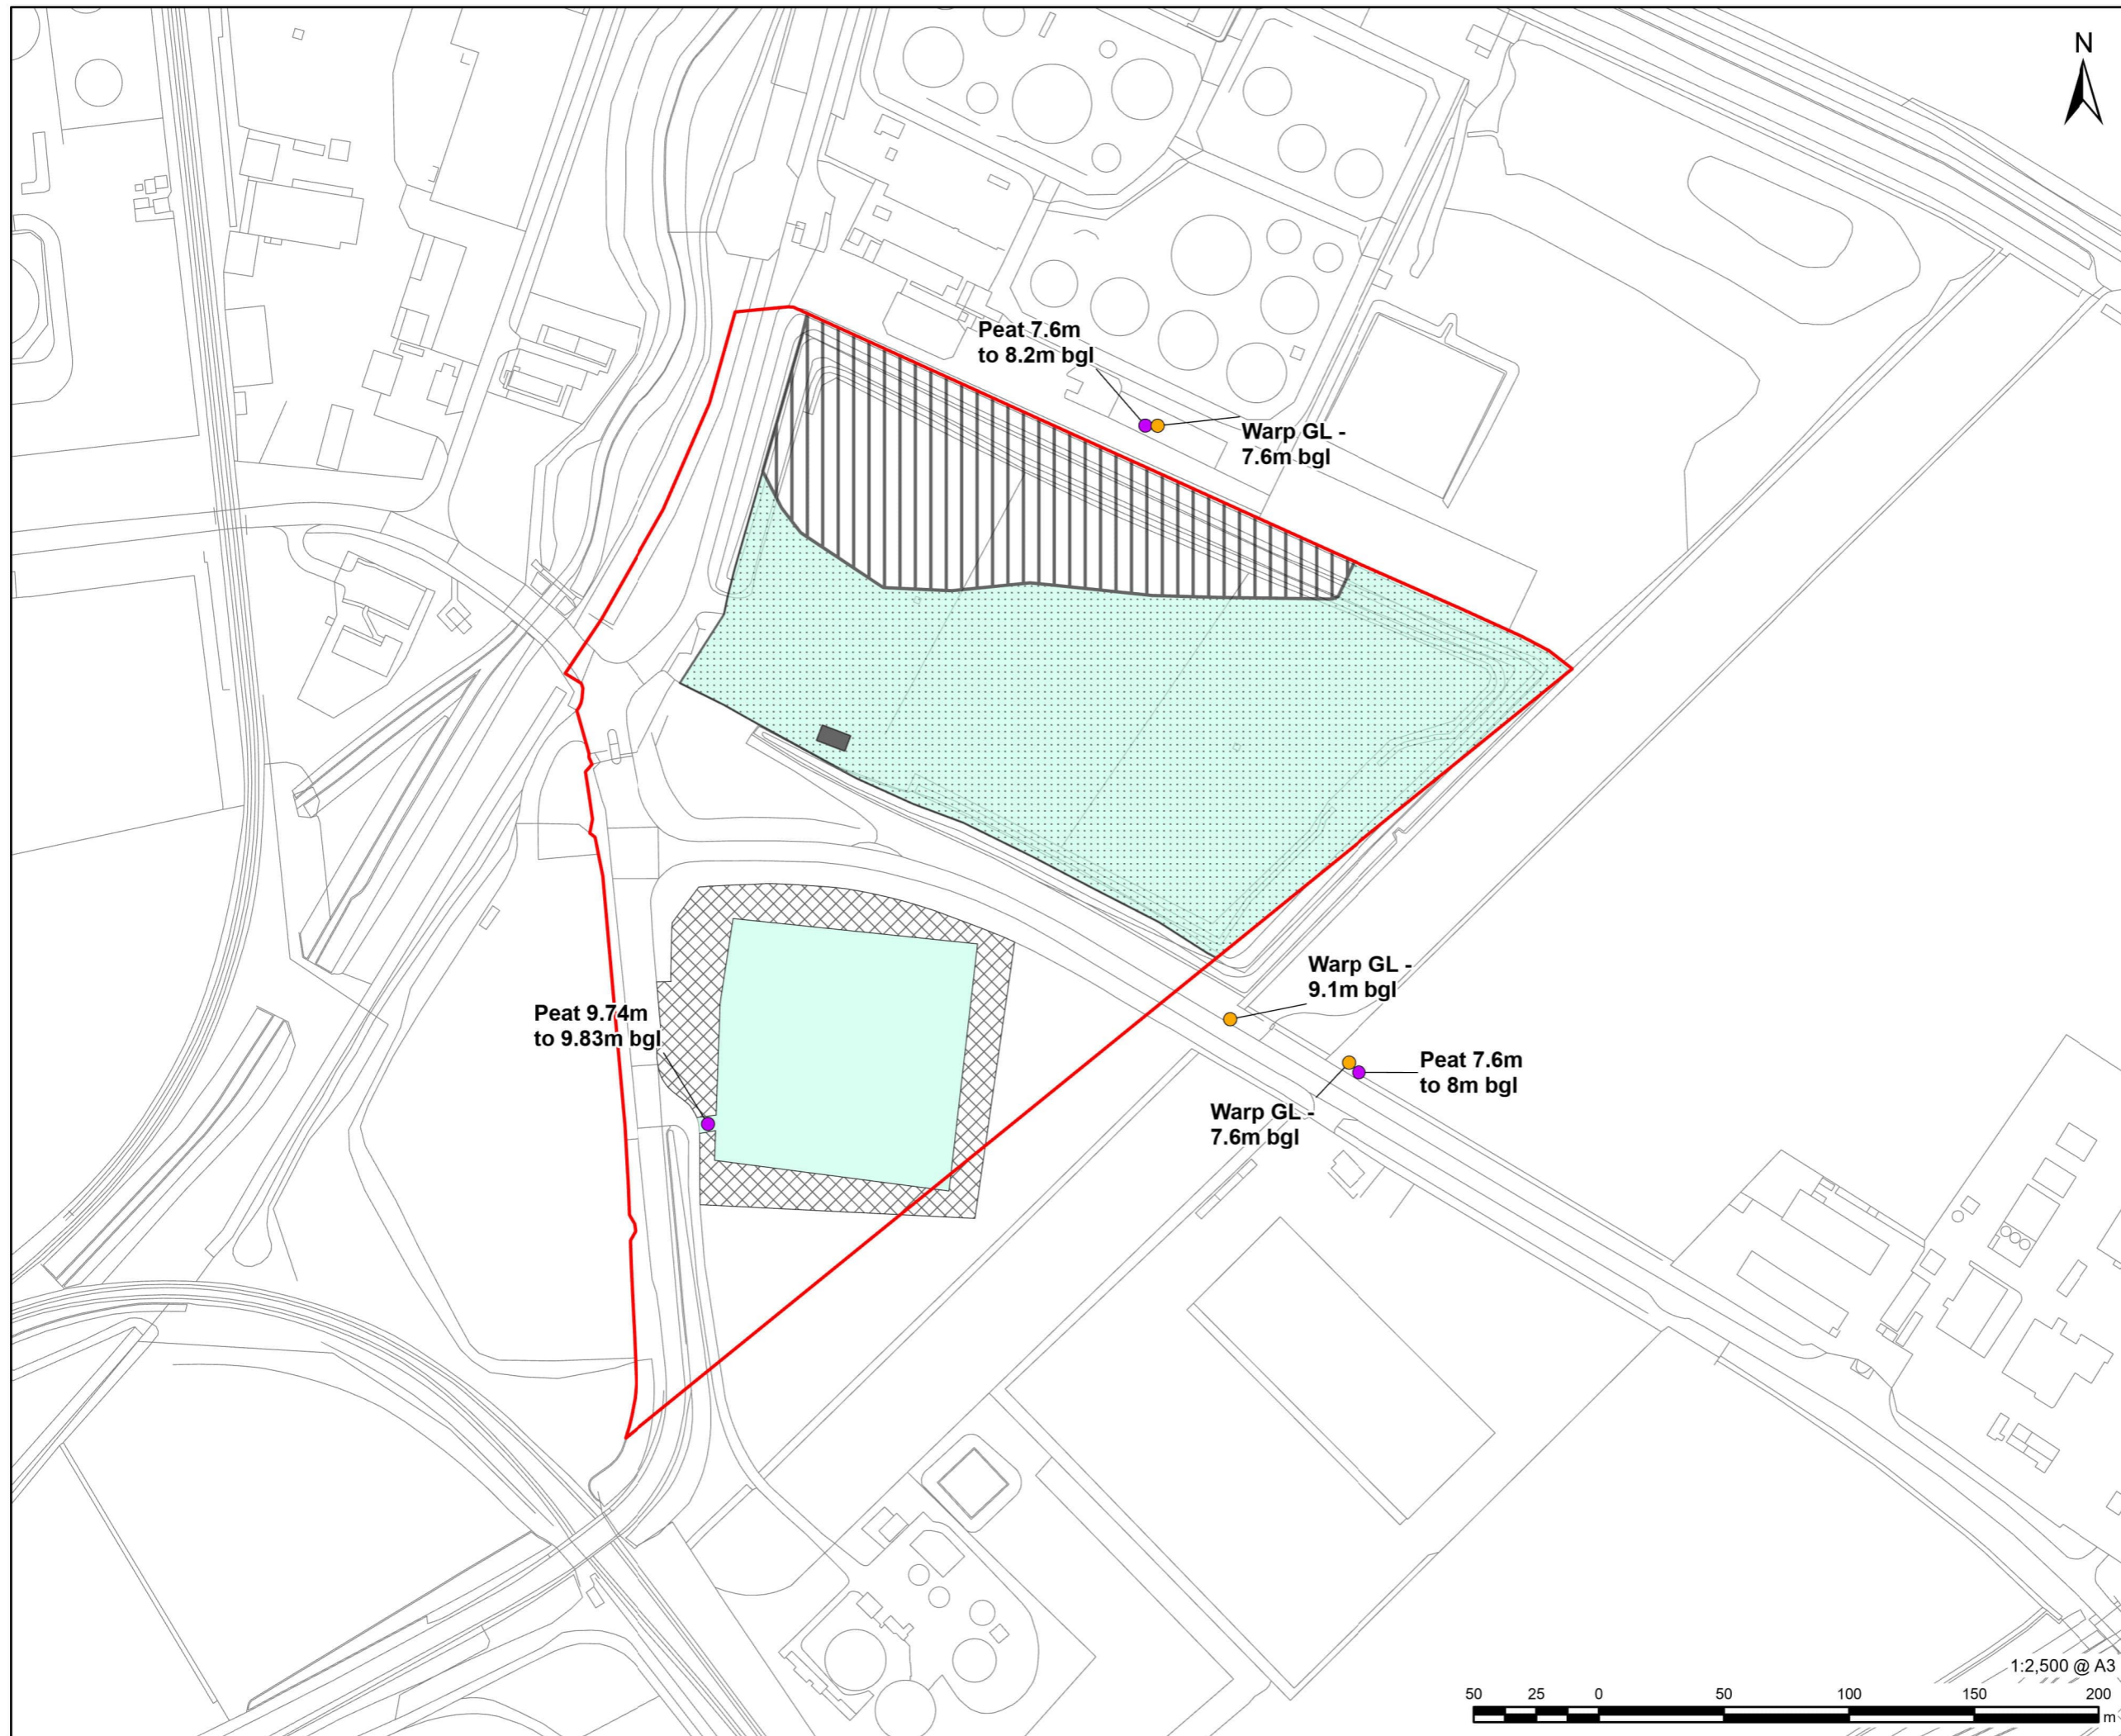 N
Peat 7.6m
to 8.2m bgl
Warp GL -
7.6m bgl
Warp GL -
9.1m bgl
Peat 9.74m
to 9.83m bgl
Peat 7.6m
to 8m bgl
Warp GL -
7.6m bgl
1:2,500 @ A3
50 25 0 50 100 150 200
m